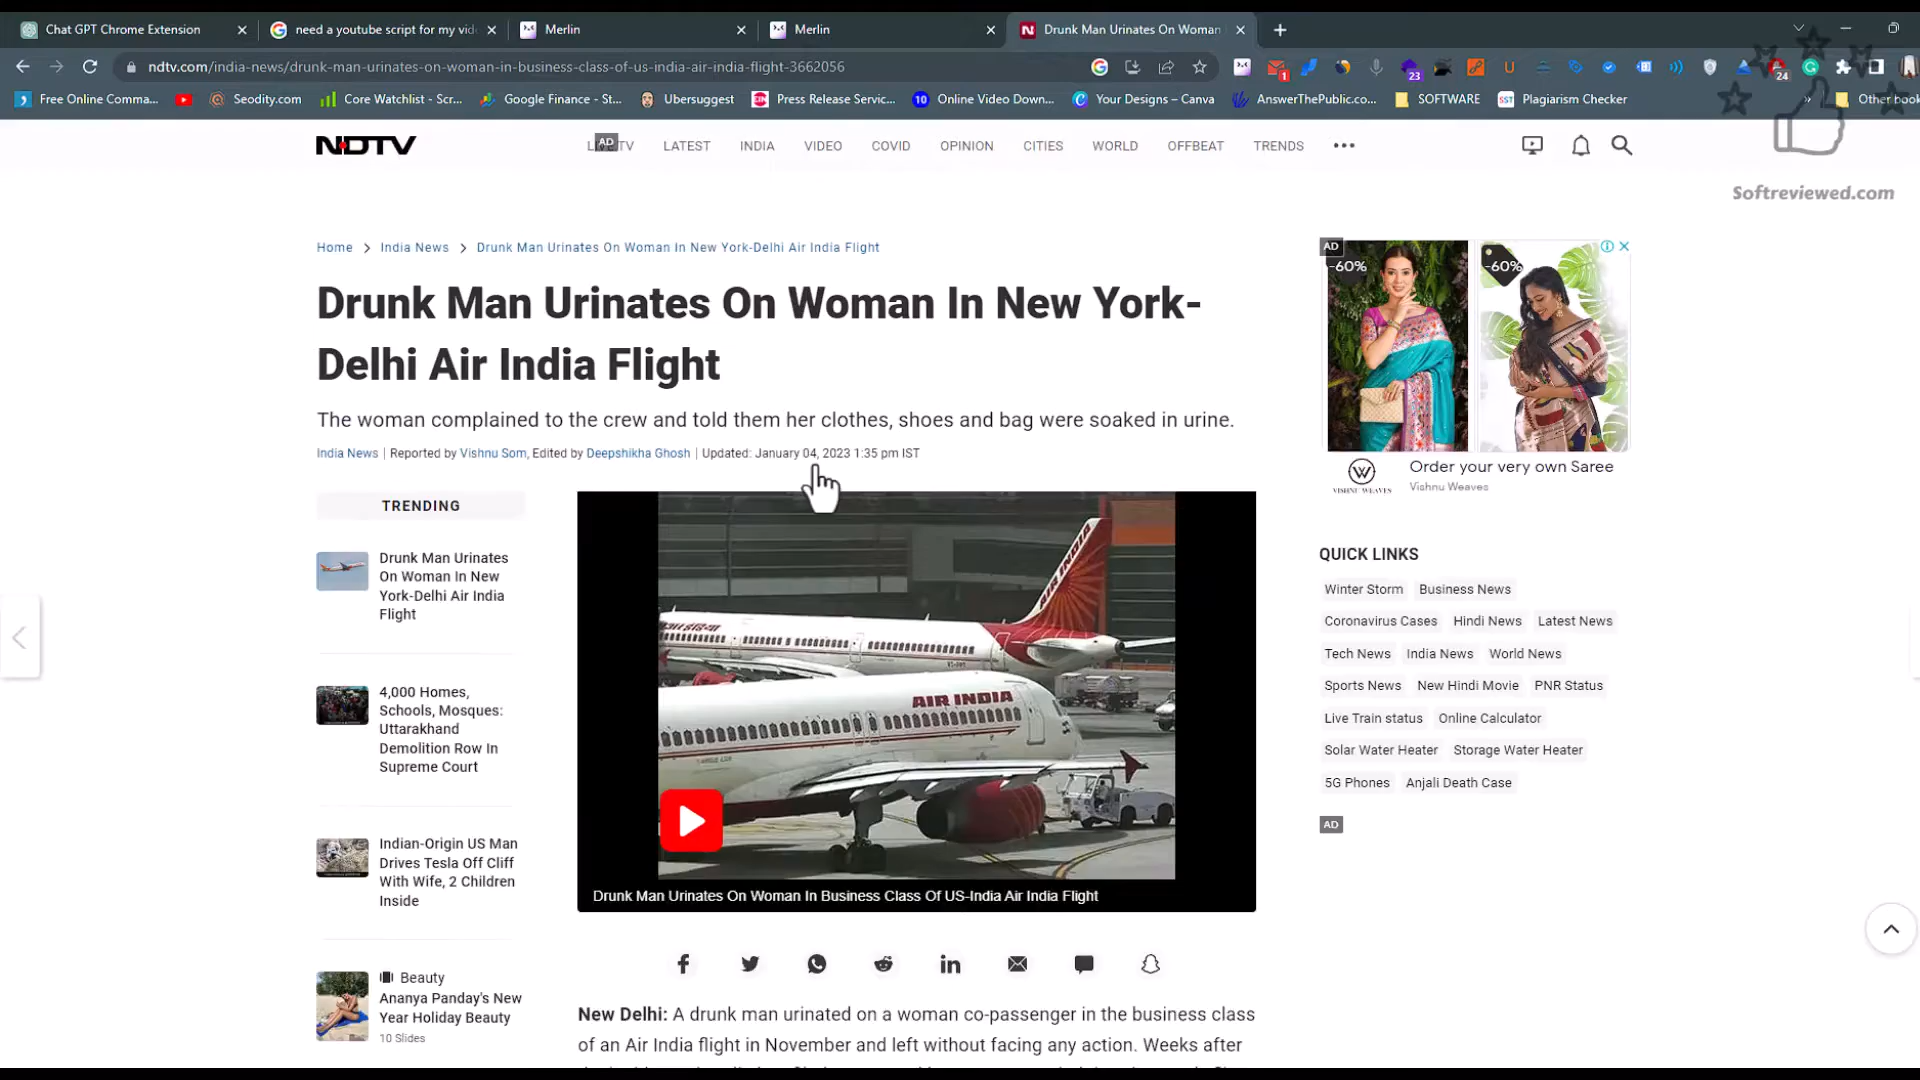 Chat GPT Chrome Extension
need a youtube script for my vid
Merlin
Merlin
Drunk Man Urinates On Woman
ndtv.com/india-news/drunk-man-urinates-on-woman-in-business-class-of-us-india-air-india-flight-3662056
1
23
24
Free Online Comma...
Seodity.com
Core Watchlist - Scr...
Google Finance - St...
Ubersuggest
Press Release Servic...
10
Online Video Down...
Your Designs – Canva
AnswerThePublic.co...
SOFTWARE
SST
Plagiarism Checker
»
Other book
Softreviewed.com
NDTV
AD
TV
LATEST
INDIA
VIDEO
COVID
OPINION
CITIES
WORLD
OFFBEAT
TRENDS
Home
India News
Drunk Man Urinates On Woman In New York-Delhi Air India Flight
Drunk Man Urinates On Woman In New York-
Delhi Air India Flight
The woman complained to the crew and told them her clothes, shoes and bag were soaked in urine.
India News | Reported by Vishnu Som, Edited by Deepshikha Ghosh | Updated: January 04, 2023 1:35 pm IST
TRENDING
Drunk Man Urinates
On Woman In New
York-Delhi Air India
Flight
4,000 Homes,
Schools, Mosques:
Uttarakhand
Demolition Row In
Supreme Court
Indian-Origin US Man
Drives Tesla Off Cliff
With Wife, 2 Children
Inside
Beauty
Ananya Panday's New
Year Holiday Beauty
10 Slides
AIR INDIA
AIR INDIA
Drunk Man Urinates On Woman In Business Class Of US-India Air India Flight
New Delhi: A drunk man urinated on a woman co-passenger in the business class
of an Air India flight in November and left without facing any action. Weeks after
AD
-60%
-60%
VISHNU WEAVES
Order your very own Saree
Vishnu Weaves
QUICK LINKS
Winter Storm
Business News
Coronavirus Cases
Hindi News
Latest News
Tech News
India News
World News
Sports News
New Hindi Movie
PNR Status
Live Train status
Online Calculator
Solar Water Heater
Storage Water Heater
5G Phones
Anjali Death Case
AD